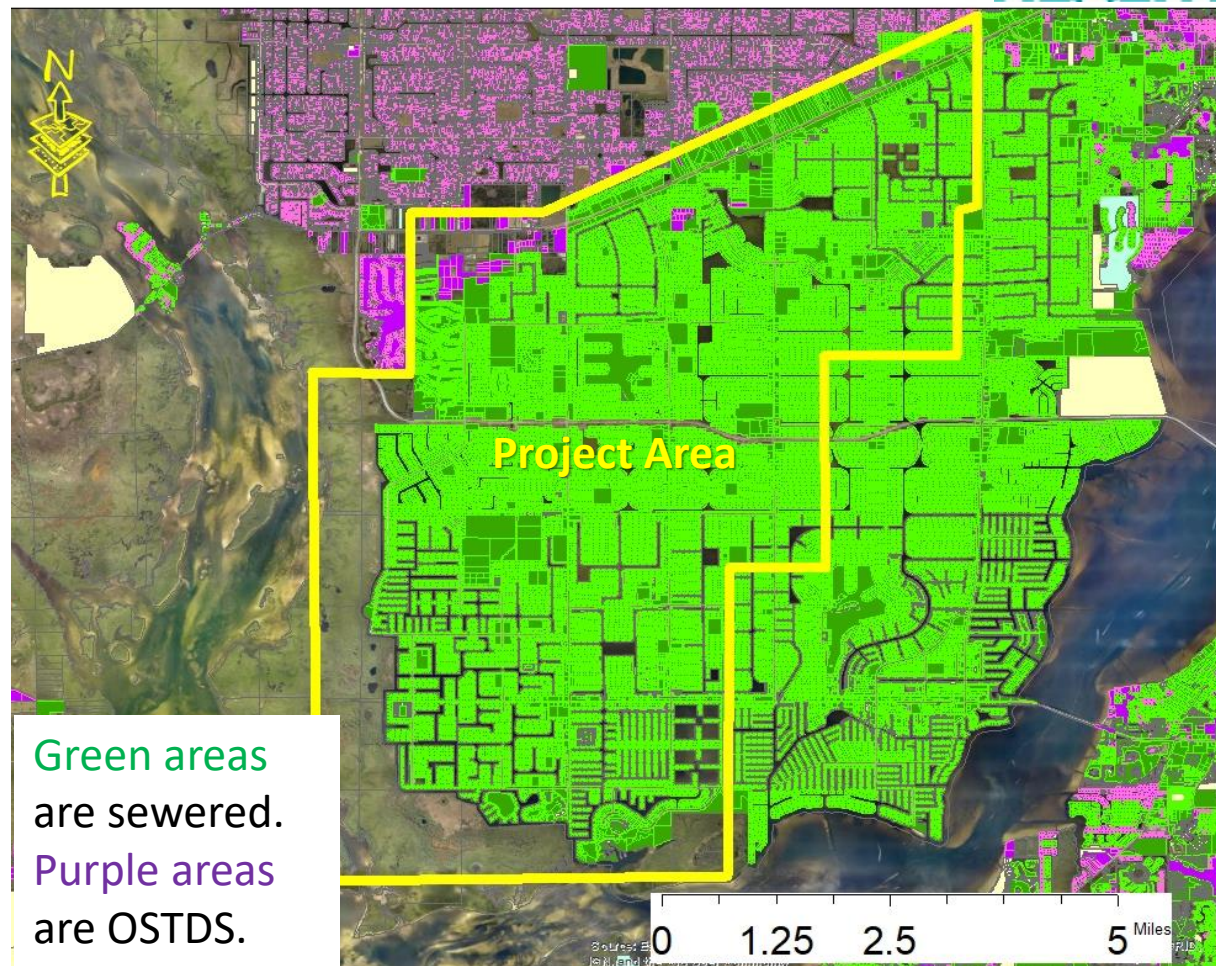 N
Project Area
Green areas
are sewered.
Purple areas
are OSTDS.
0 1.25 2.5 5 Miles